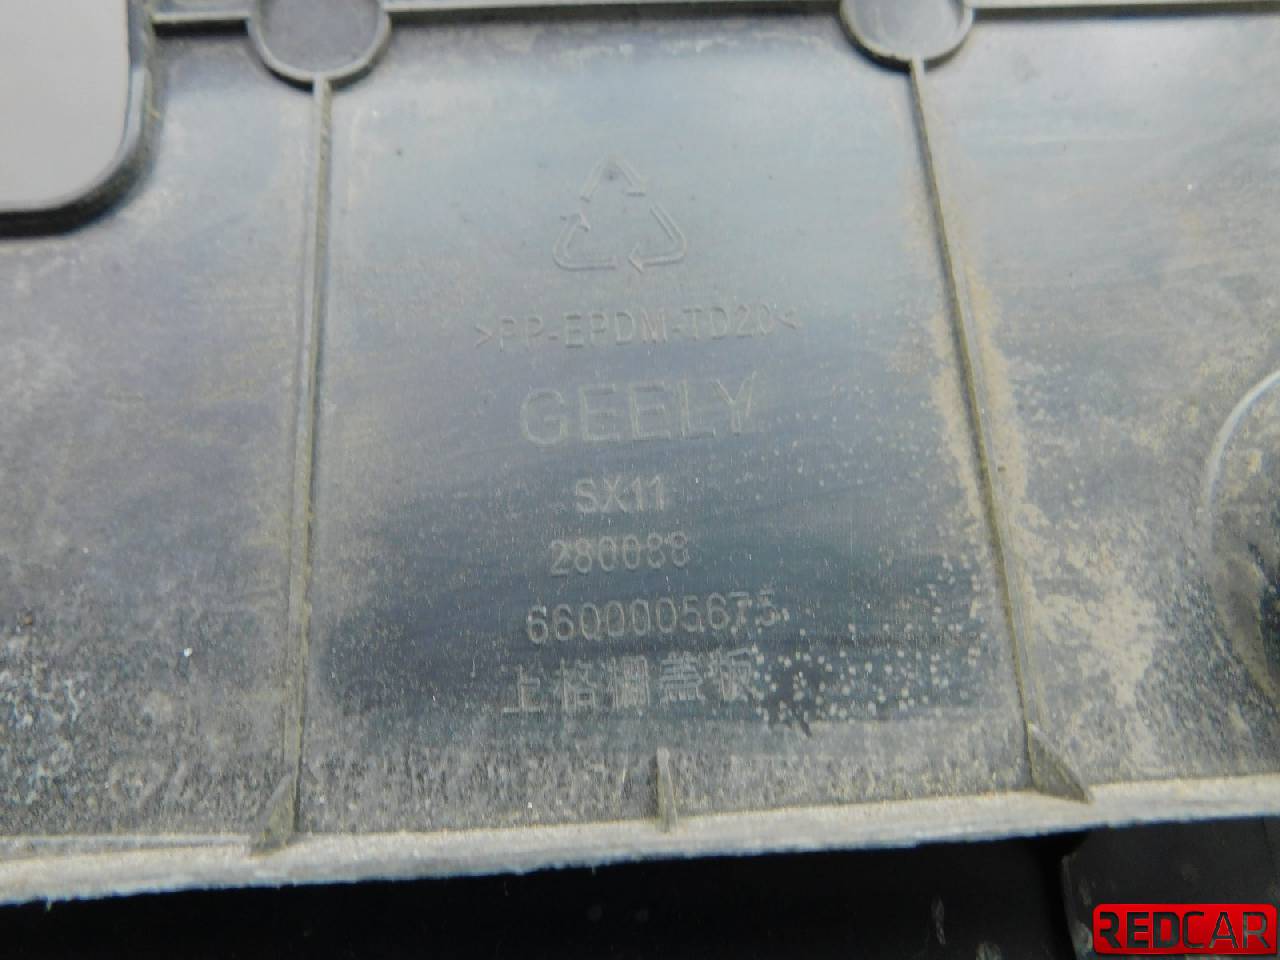 >PP-EPDM-TD20<
GEELY
SX11
280088
6600005675
上格栅盖板
REDCAR